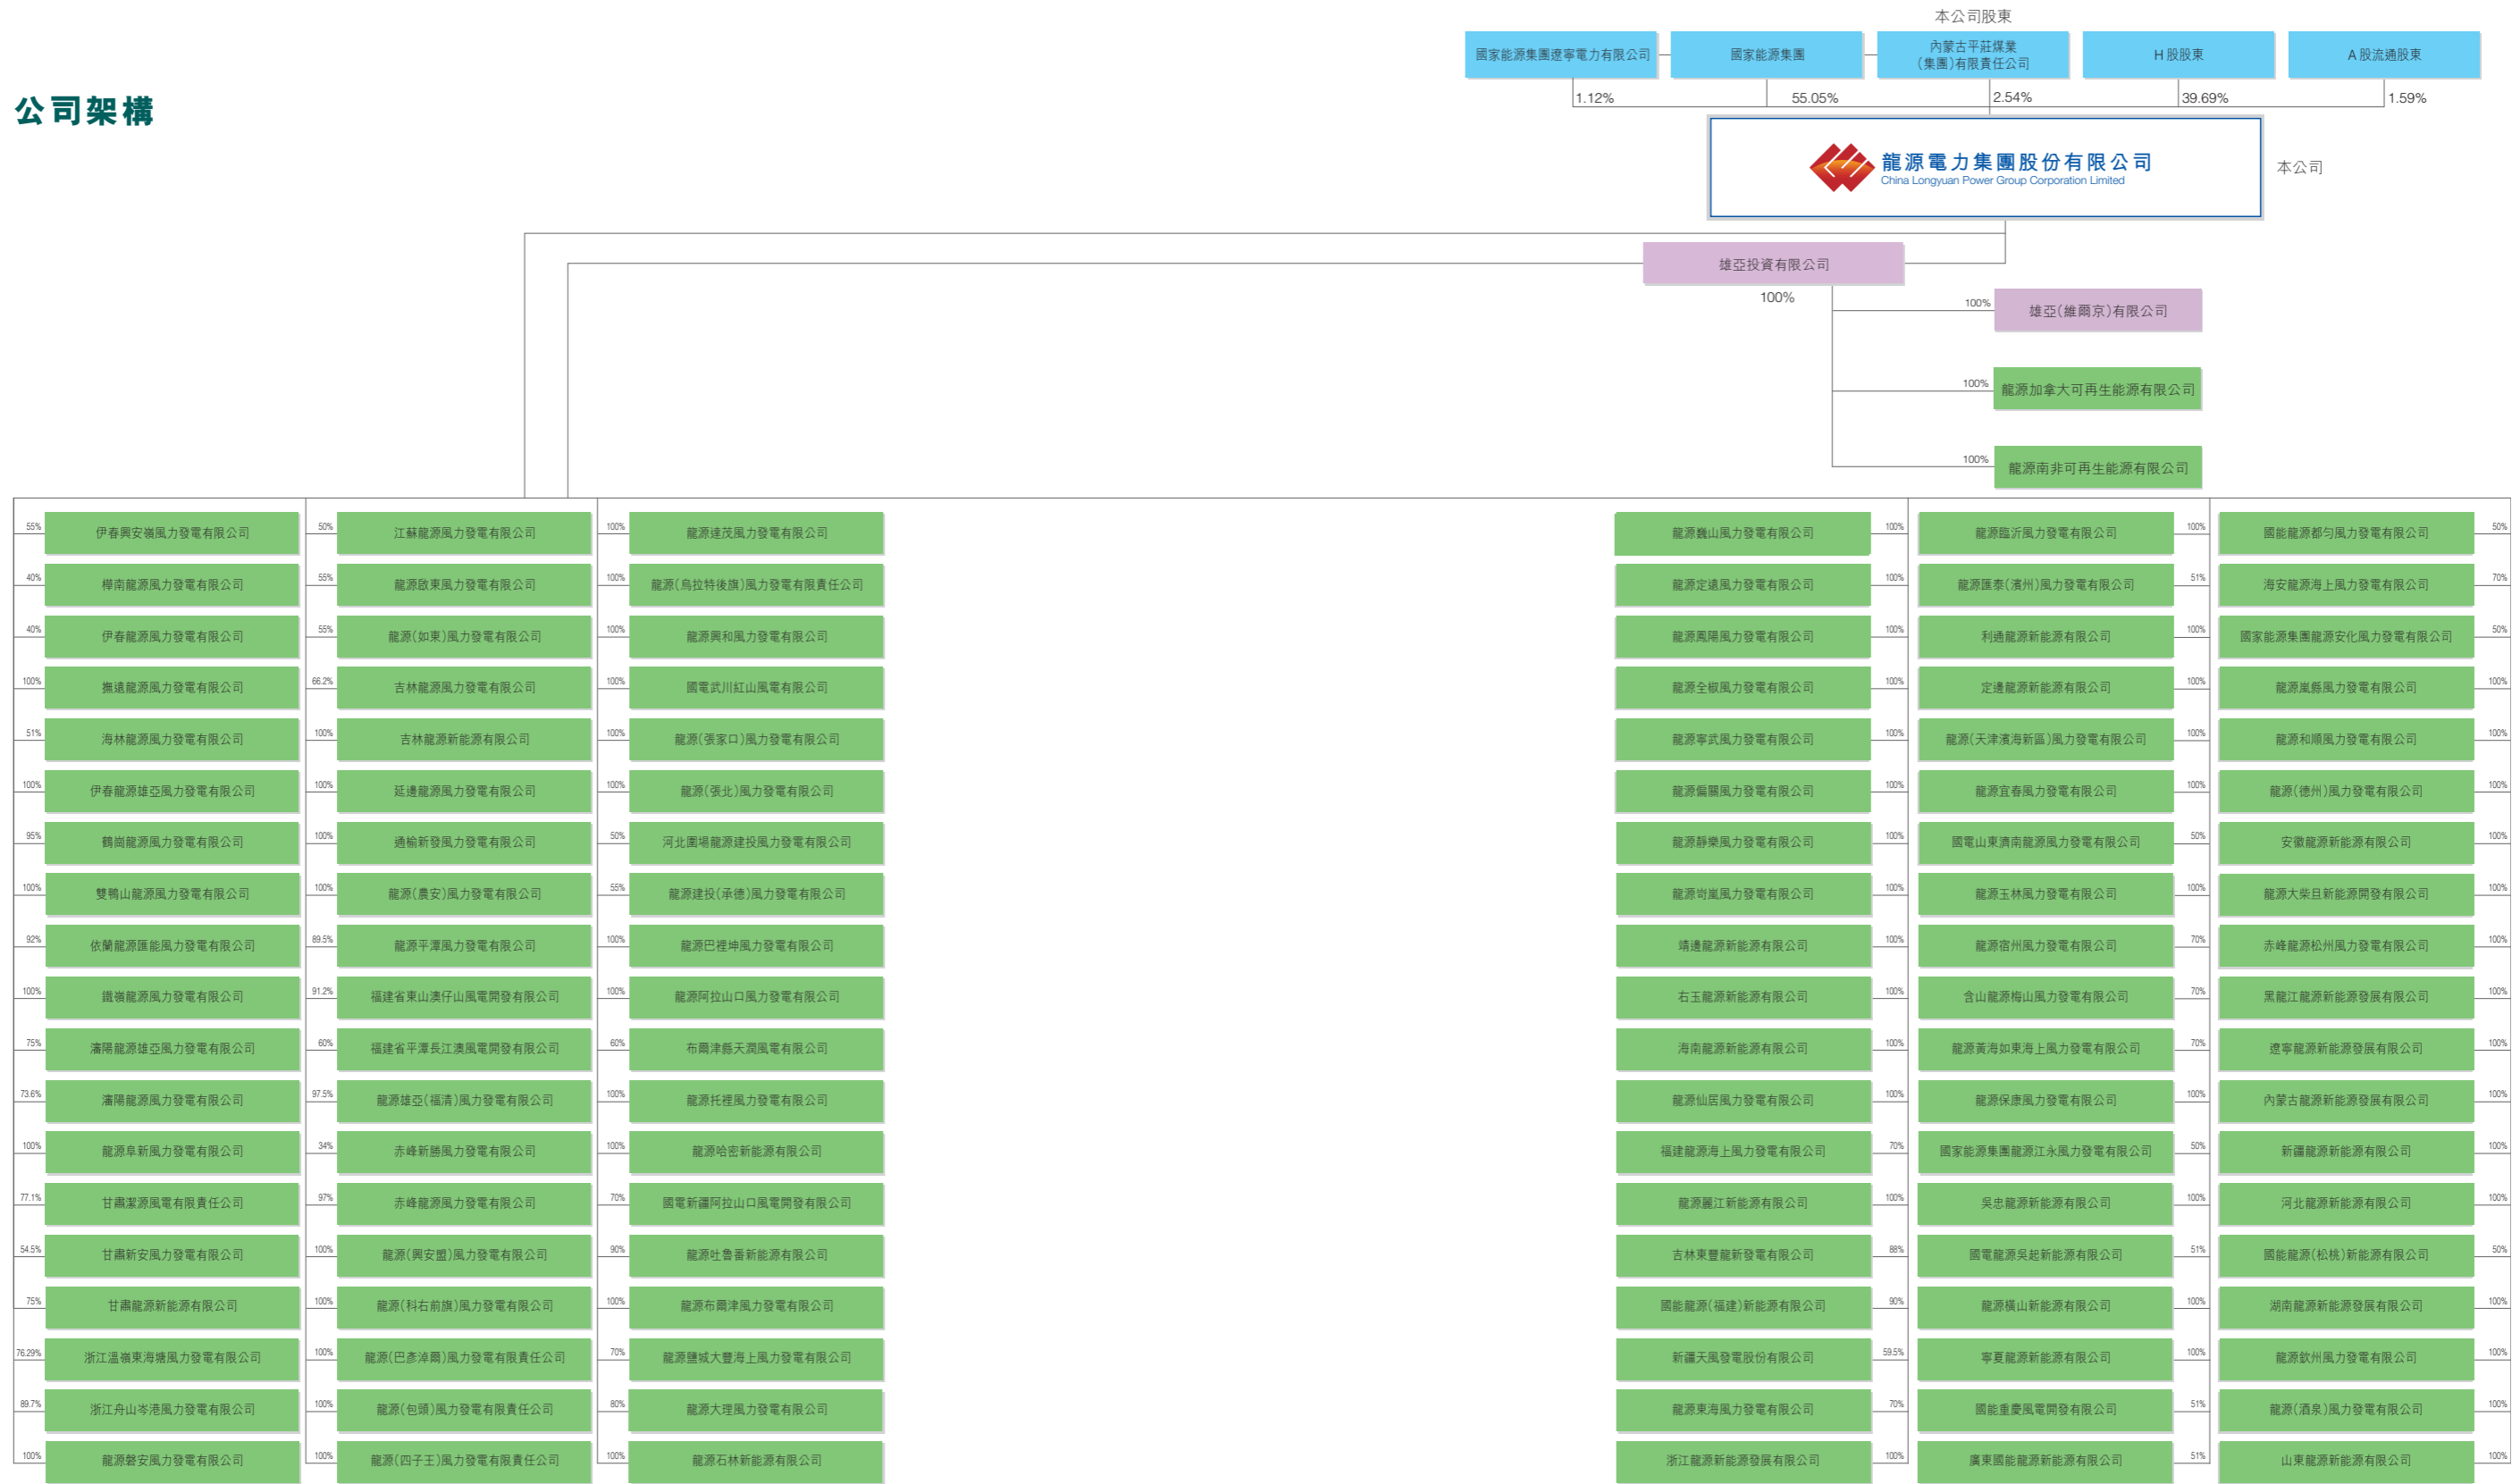 本公司股東
國家能源集團遼寧電力有限公司
國家能源集團
內蒙古平莊煤業
(集團)有限責任公司
H 股股東
A 股流通股東
1.12%
55.05%
2.54%
39.69%
1.59%
公司架構
龍源電力集團股份有限公司
China Longyuan Power Group Corporation Limited
本公司
雄亞投資有限公司
100%
100%
雄亞(維爾京)有限公司
100%
龍源加拿大可再生能源有限公司
100%
龍源南非可再生能源有限公司
55% 伊春興安嶺風力發電有限公司
40% 樺南龍源風力發電有限公司
40% 伊春龍源風力發電有限公司
100% 撫遠龍源風力發電有限公司
51% 海林龍源風力發電有限公司
100% 伊春龍源雄亞風力發電有限公司
95% 鶴崗龍源風力發電有限公司
100% 雙鴨山龍源風力發電有限公司
92% 依蘭龍源匯能風力發電有限公司
100% 鐵嶺龍源風力發電有限公司
75% 瀋陽龍源雄亞風力發電有限公司
73.6% 瀋陽龍源風力發電有限公司
100% 龍源阜新風力發電有限公司
77.1% 甘肅潔源風電有限責任公司
54.5% 甘肅新安風力發電有限公司
75% 甘肅龍源新能源有限公司
76.29% 浙江溫嶺東海塘風力發電有限公司
89.7% 浙江舟山岑港風力發電有限公司
100% 龍源磐安風力發電有限公司
50% 江蘇龍源風力發電有限公司
55% 龍源啟東風力發電有限公司
55% 龍源(如東)風力發電有限公司
66.2% 吉林龍源風力發電有限公司
100% 吉林龍源新能源有限公司
100% 延邊龍源風力發電有限公司
100% 通榆新發風力發電有限公司
100% 龍源(農安)風力發電有限公司
89.5% 龍源平潭風力發電有限公司
91.2% 福建省東山澳仔山風電開發有限公司
60% 福建省平潭長江澳風電開發有限公司
97.5% 龍源雄亞(福清)風力發電有限公司
34% 赤峰新勝風力發電有限公司
97% 赤峰龍源風力發電有限公司
100% 龍源(興安盟)風力發電有限公司
100% 龍源(科右前旗)風力發電有限公司
100% 龍源(巴彥淖爾)風力發電有限責任公司
100% 龍源(包頭)風力發電有限責任公司
100% 龍源(四子王)風力發電有限責任公司
100% 龍源達茂風力發電有限公司
100% 龍源(烏拉特後旗)風力發電有限責任公司
100% 龍源興和風力發電有限公司
100% 國電武川紅山風電有限公司
100% 龍源(張家口)風力發電有限公司
100% 龍源(張北)風力發電有限公司
50% 河北圍場龍源建投風力發電有限公司
55% 龍源建投(承德)風力發電有限公司
100% 龍源巴裡坤風力發電有限公司
100% 龍源阿拉山口風力發電有限公司
60% 布爾津縣天潤風電有限公司
100% 龍源托裡風力發電有限公司
100% 龍源哈密新能源有限公司
70% 國電新疆阿拉山口風電開發有限公司
90% 龍源吐魯番新能源有限公司
100% 龍源布爾津風力發電有限公司
70% 龍源鹽城大豐海上風力發電有限公司
80% 龍源大理風力發電有限公司
100% 龍源石林新能源有限公司
龍源巍山風力發電有限公司 100%
龍源定遠風力發電有限公司 100%
龍源鳳陽風力發電有限公司 100%
龍源全椒風力發電有限公司 100%
龍源寧武風力發電有限公司 100%
龍源偏關風力發電有限公司 100%
龍源靜樂風力發電有限公司 100%
龍源岢嵐風力發電有限公司 100%
靖邊龍源新能源有限公司 100%
右玉龍源新能源有限公司 100%
海南龍源新能源有限公司 100%
龍源仙居風力發電有限公司 100%
福建龍源海上風力發電有限公司 70%
龍源麗江新能源有限公司 100%
吉林東豐龍新發電有限公司 88%
國能龍源(福建)新能源有限公司 90%
新疆天風發電股份有限公司 59.5%
龍源東海風力發電有限公司 70%
浙江龍源新能源發展有限公司 100%
龍源臨沂風力發電有限公司 100%
龍源匯泰(濱州)風力發電有限公司 51%
利通龍源新能源有限公司 100%
定邊龍源新能源有限公司 100%
龍源(天津濱海新區)風力發電有限公司 100%
龍源宜春風力發電有限公司 100%
國電山東濟南龍源風力發電有限公司 50%
龍源玉林風力發電有限公司 100%
龍源宿州風力發電有限公司 70%
含山龍源梅山風力發電有限公司 70%
龍源黃海如東海上風力發電有限公司 70%
龍源保康風力發電有限公司 100%
國家能源集團龍源江永風力發電有限公司 50%
吳忠龍源新能源有限公司 100%
國電龍源吳起新能源有限公司 51%
龍源橫山新能源有限公司 100%
寧夏龍源新能源有限公司 100%
國能重慶風電開發有限公司 51%
廣東國能龍源新能源有限公司 51%
國能龍源都勻風力發電有限公司 50%
海安龍源海上風力發電有限公司 70%
國家能源集團龍源安化風力發電有限公司 50%
龍源嵐縣風力發電有限公司 100%
龍源和順風力發電有限公司 100%
龍源(德州)風力發電有限公司 100%
安徽龍源新能源有限公司 100%
龍源大柴旦新能源開發有限公司 100%
赤峰龍源松州風力發電有限公司 100%
黑龍江龍源新能源發展有限公司 100%
遼寧龍源新能源發展有限公司 100%
內蒙古龍源新能源發展有限公司 100%
新疆龍源新能源有限公司 100%
河北龍源新能源有限公司 100%
國能龍源(松桃)新能源有限公司 50%
湖南龍源新能源發展有限公司 100%
龍源欽州風力發電有限公司 100%
龍源(酒泉)風力發電有限公司 100%
山東龍源新能源有限公司 100%